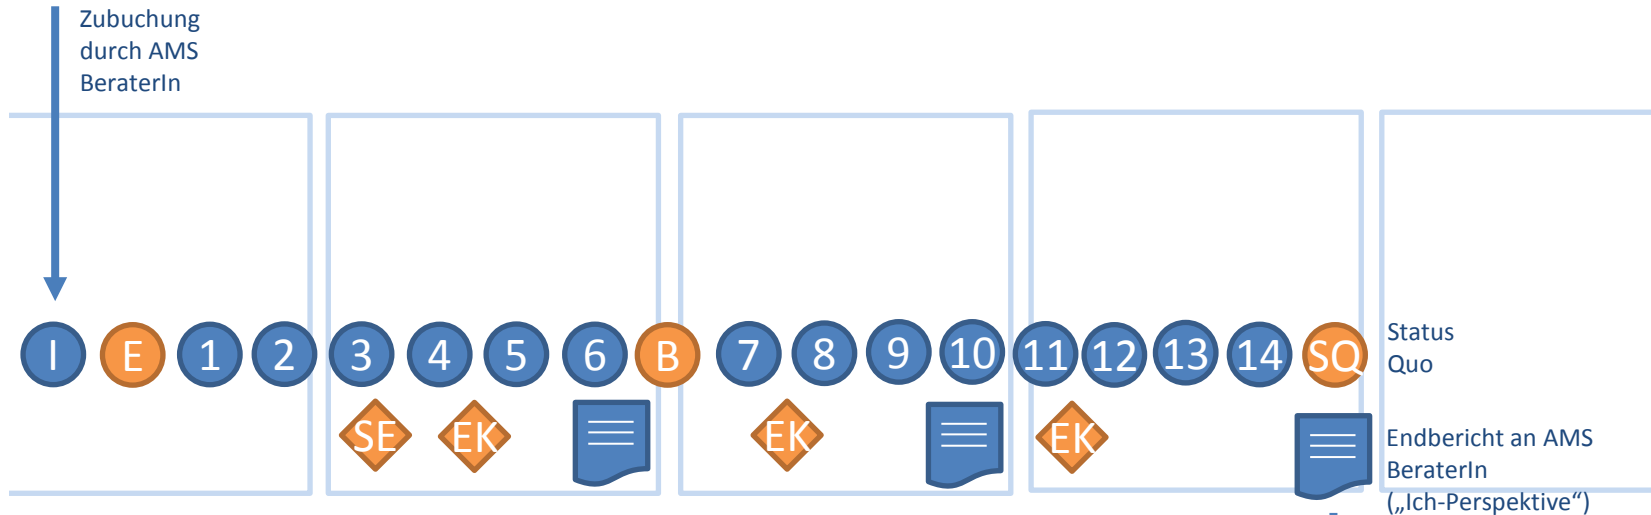 Zubuchung
durch AMS
BeraterIn
I E 1 2 3 4 5 6 B 7 8 9 10 11 12 13 14 SQ
Status
Quo
SE EK EK EK
Endbericht an AMS
BeraterIn
(„Ich-Perspektive“)